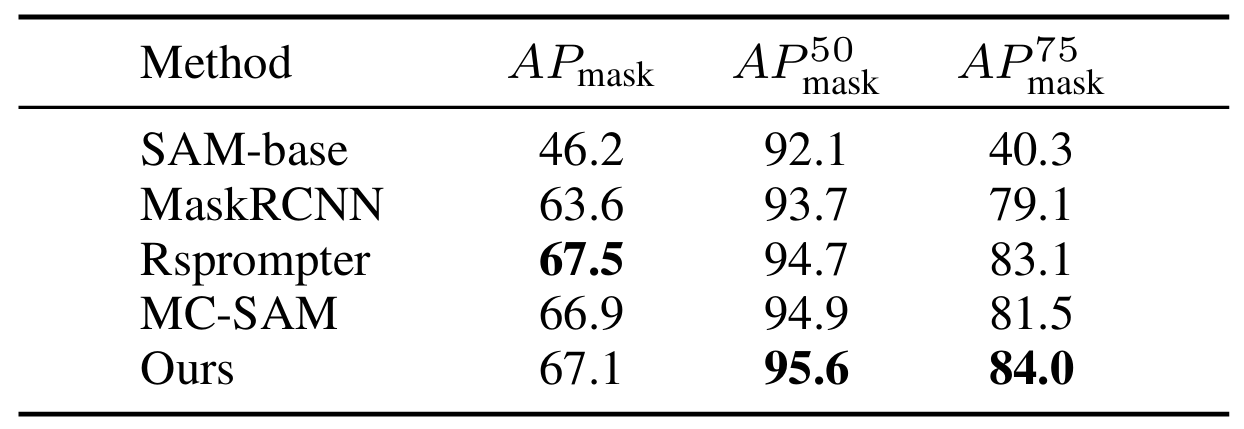 Method AP_mask AP^50_mask AP^75_mask
SAM-base 46.2 92.1 40.3
MaskRCNN 63.6 93.7 79.1
Rsprompter 67.5 94.7 83.1
MC-SAM 66.9 94.9 81.5
Ours 67.1 95.6 84.0